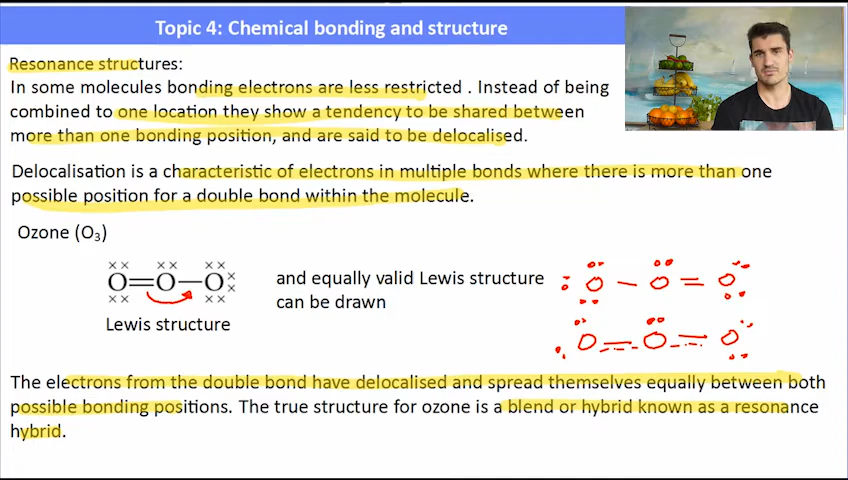 Topic 4: Chemical bonding and structure
Resonance structures:
In some molecules bonding electrons are less restricted . Instead of being
combined to one location they show a tendency to be shared between
more than one bonding position, and are said to be delocalised.
Delocalisation is a characteristic of electrons in multiple bonds where there is more than one
possible position for a double bond within the molecule.
Ozone (O₃)
O=O–O
and equally valid Lewis structure
can be drawn
O – O = O
Lewis structure
O O O
The electrons from the double bond have delocalised and spread themselves equally between both
possible bonding positions. The true structure for ozone is a blend or hybrid known as a resonance
hybrid.